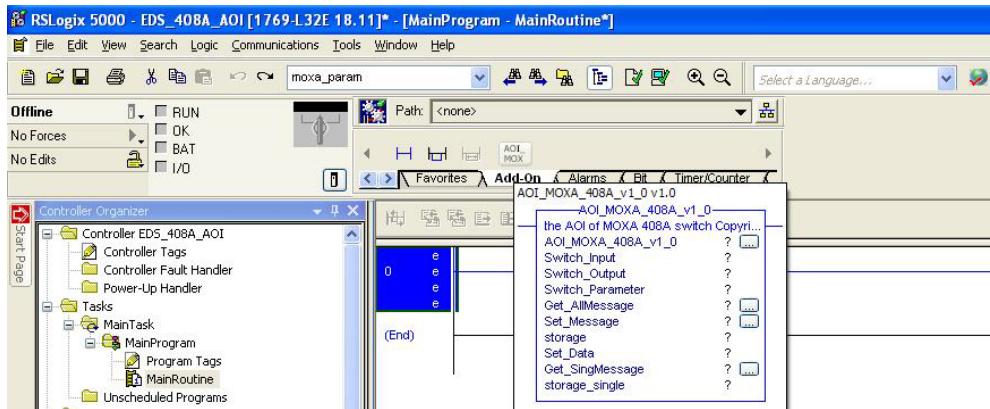 RSLogix 5000 - EDS_408A_AOI [1769-L32E 18.11]* - [MainProgram - MainRoutine*]
File Edit View Search Logic Communications Tools Window Help
moxa_param
Select a Language...
Offline
RUN
Path: <none>
No Forces
OK
BAT
No Edits
I/O
AOI_
MOX
Favorites Add-On Alarms Bit Timer/Counter
AOI_MOXA_408A_v1_0 v1.0
Start Page
Controller Organizer
AOI_MOXA_408A_v1_0
the AOI of MOXA 408A switch Copyri...
Controller EDS_408A_AOI
AOI_MOXA_408A_v1_0 ? ...
Controller Tags
Switch_Input ?
Controller Fault Handler
0 e
e
e
e
Switch_Output ?
Power-Up Handler
Switch_Parameter ?
Tasks
Get_AllMessage ? ...
MainTask
Set_Message ? ...
(End)
storage ?
MainProgram
Set_Data ?
Program Tags
Get_SingMessage ? ...
MainRoutine
storage_single ?
Unscheduled Programs